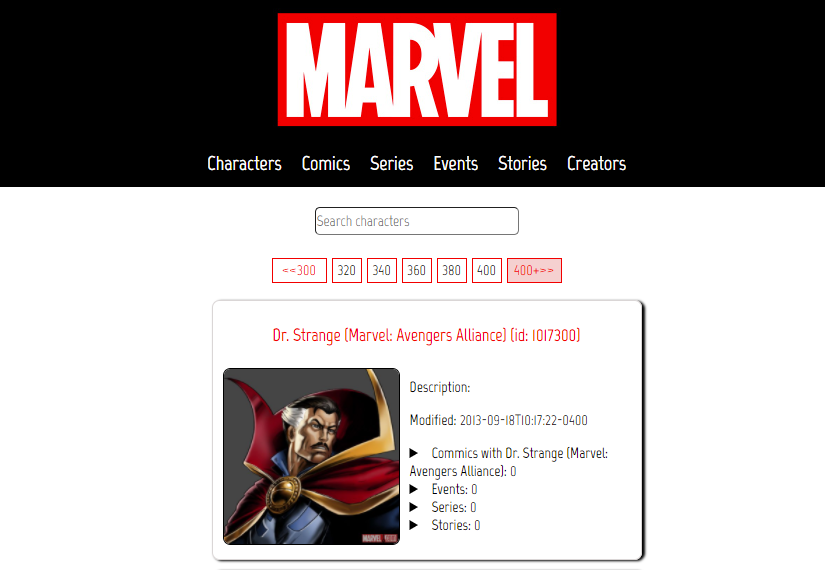 MARVEL
Characters Comics Series Events Stories Creators
Search characters
<<300 320 340 360 380 400 400+>>
Dr. Strange (Marvel: Avengers Alliance) (id: 1017300)
Description:
Modified: 2013-09-18T10:17:22-0400
Commics with Dr. Strange (Marvel:
Avengers Alliance): 0
Events: 0
Series: 0
Stories: 0
MARVEL